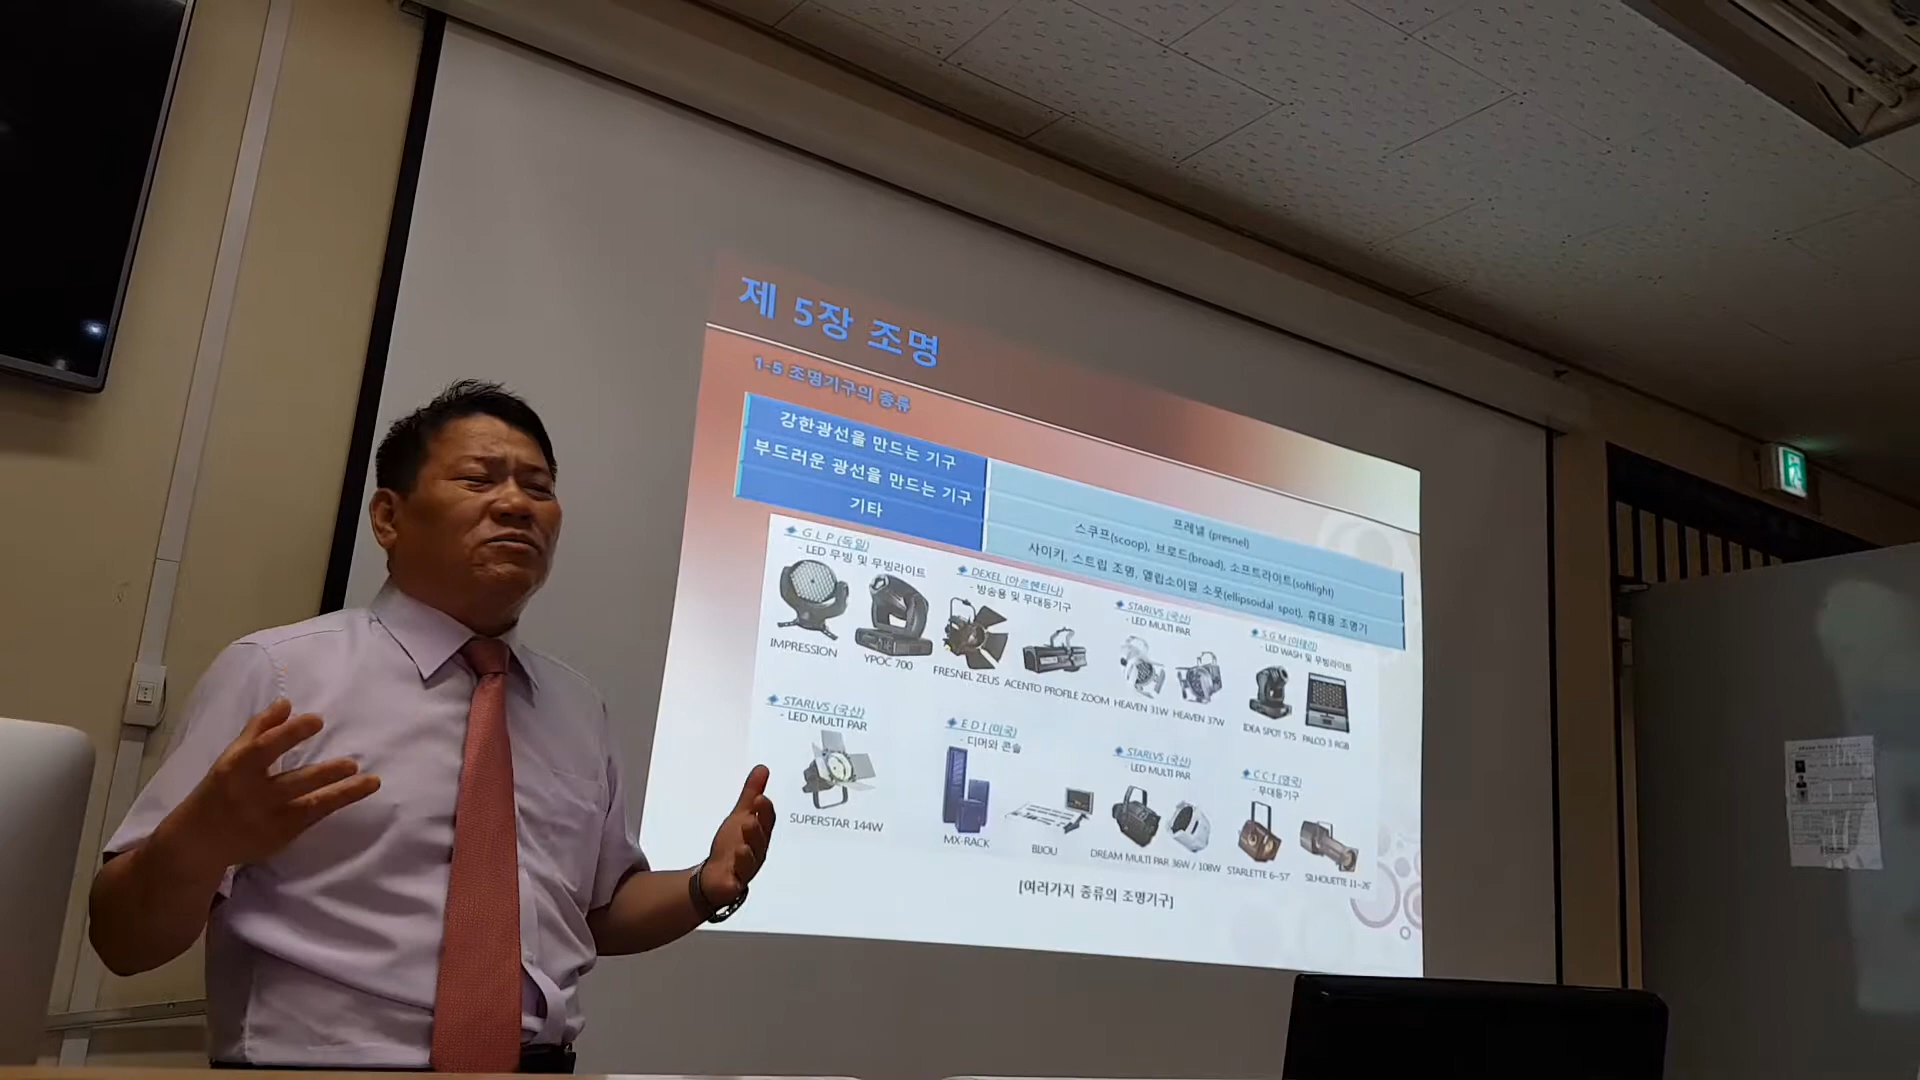 제 5장 조명
1-5 조명기구의 종류
강한광선을 만드는 기구
부드러운 광선을 만드는 기구
기타
프레넬 (presnel)
스쿠프(scoop), 브로드(broad), 소프트라이트(softlight)
사이키, 스트립 조명, 엘립소이덜 스폿(ellipsoidal spot), 휴대용 조명기
G L P (독일)
- LED 무빙 및 무빙라이트
IMPRESSION
YPOC 700
DEXEL (아르헨티나)
- 방송용 및 무대등기구
FRESNEL ZEUS
ACENTO PROFILE ZOOM
STARLVS (국산)
- LED MULTI PAR
HEAVEN 31W
HEAVEN 37W
S G M (이태리)
- LED WASH 및 무빙라이트
IDEA SPOT 575
PALCO 3 RGB
STARLVS (국산)
- LED MULTI PAR
SUPERSTAR 144W
E D I (미국)
- 디머와 콘솔
MX-RACK
BIJOU
STARLVS (국산)
- LED MULTI PAR
DREAM MULTI PAR 36W / 108W
C C T (영국)
- 무대등기구
STARLETTE 6~57'
SILHOUETTE 11~26'
[여러가지 종류의 조명기구]